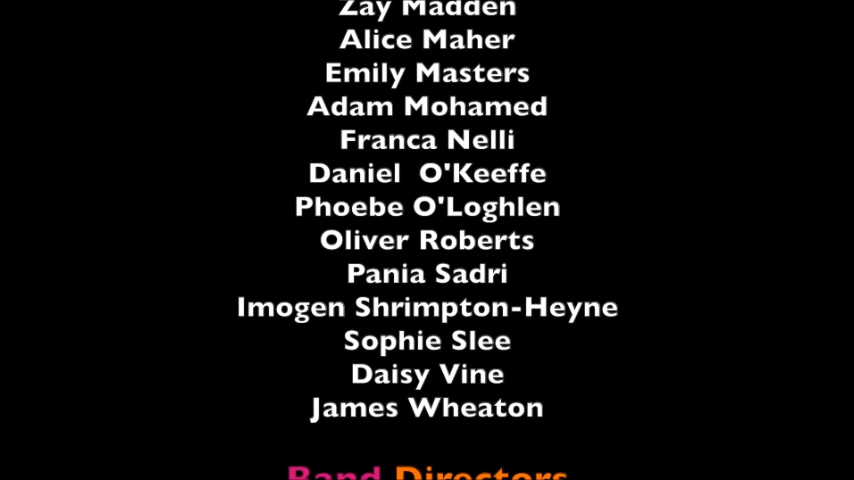 Zay Madden
Alice Maher
Emily Masters
Adam Mohamed
Franca Nelli
Daniel  O'Keeffe
Phoebe O'Loghlen
Oliver Roberts
Pania Sadri
Imogen Shrimpton-Heyne
Sophie Slee
Daisy Vine
James Wheaton
Band Directors